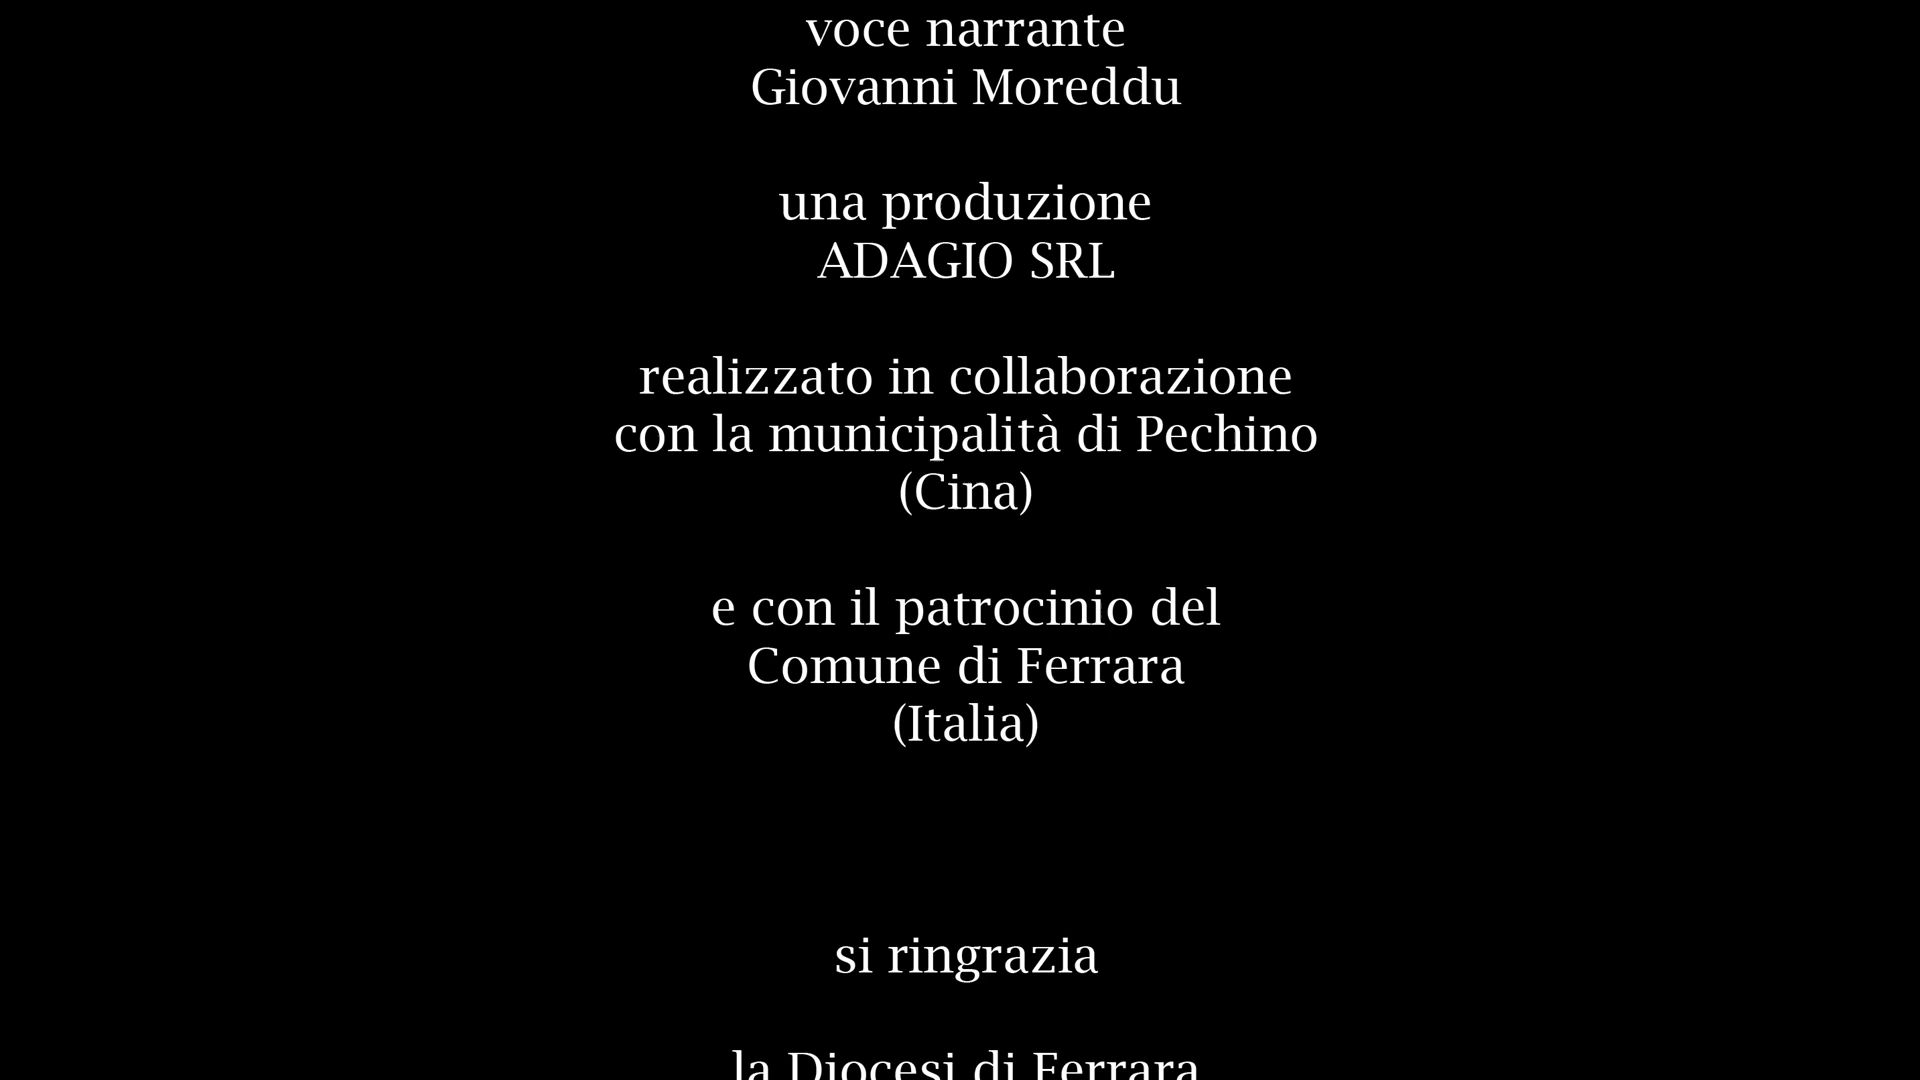 voce narrante
Giovanni Moreddu
una produzione
ADAGIO SRL
realizzato in collaborazione
con la municipalità di Pechino
(Cina)
e con il patrocinio del
Comune di Ferrara
(Italia)
si ringrazia
la Diocesi di Ferrara